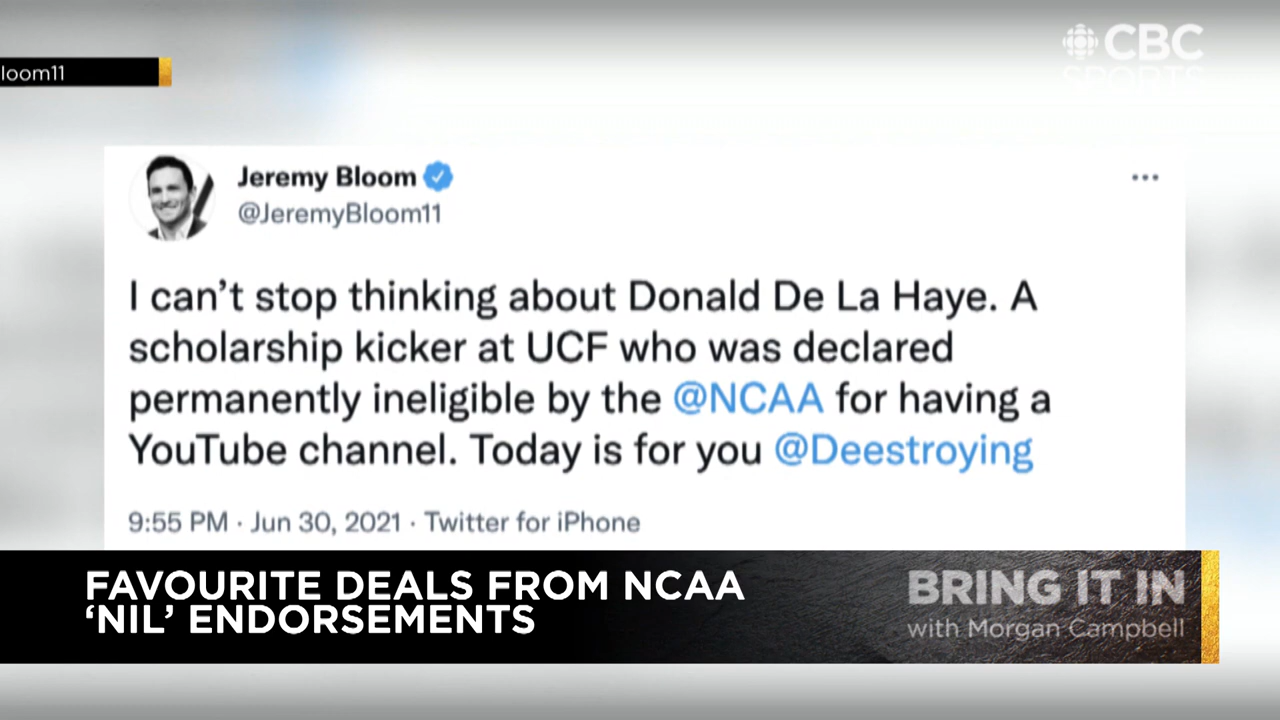 loom11
CBC
SPORTS
Jeremy Bloom
@JeremyBloom11
I can’t stop thinking about Donald De La Haye. A
scholarship kicker at UCF who was declared
permanently ineligible by the @NCAA for having a
YouTube channel. Today is for you @Deestroying
9:55 PM · Jun 30, 2021 · Twitter for iPhone
FAVOURITE DEALS FROM NCAA
‘NIL’ ENDORSEMENTS
BRING IT IN
with Morgan Campbell